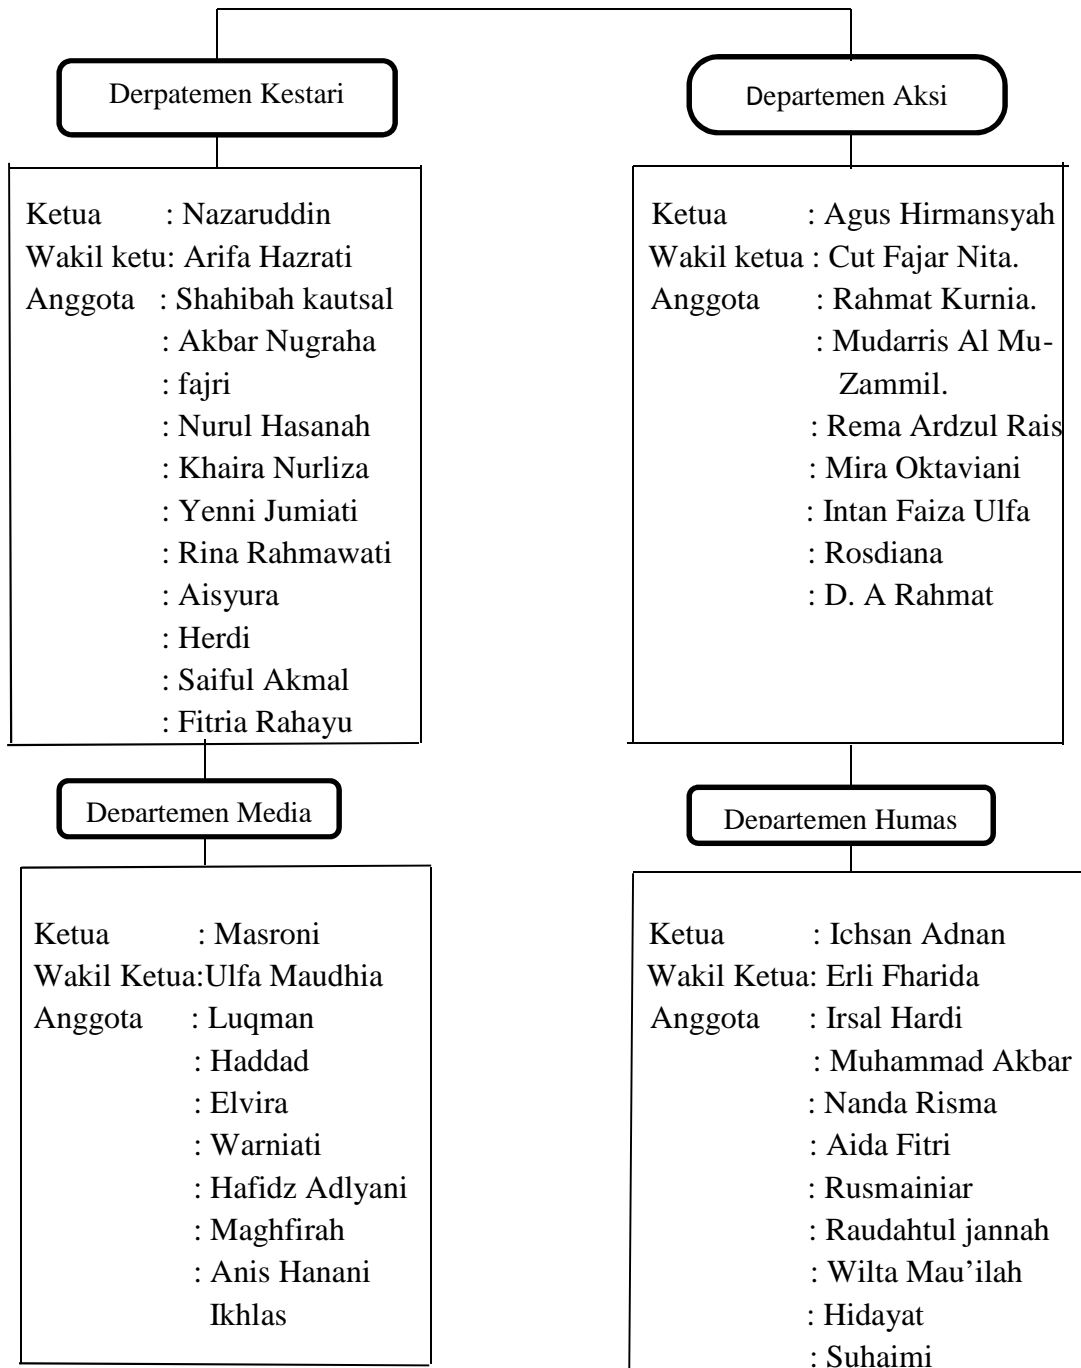 Derpatemen Kestari
Ketua : Nazaruddin
Wakil ketu: Arifa Hazrati
Anggota : Shahibah kautsal
: Akbar Nugraha
: fajri
: Nurul Hasanah
: Khaira Nurliza
: Yenni Jumiati
: Rina Rahmawati
: Aisyura
: Herdi
: Saiful Akmal
: Fitria Rahayu
Departemen Aksi
Ketua : Agus Hirmansyah
Wakil ketua : Cut Fajar Nita.
Anggota : Rahmat Kurnia.
: Mudarris Al Mu-
Zammil.
: Rema Ardzul Rais
: Mira Oktaviani
: Intan Faiza Ulfa
: Rosdiana
: D. A Rahmat
Departemen Media
Ketua : Masroni
Wakil Ketua:Ulfa Maudhia
Anggota : Luqman
: Haddad
: Elvira
: Warniati
: Hafidz Adlyani
: Maghfirah
: Anis Hanani
Ikhlas
Departemen Humas
Ketua : Ichsan Adnan
Wakil Ketua: Erli Fharida
Anggota : Irsal Hardi
: Muhammad Akbar
: Nanda Risma
: Aida Fitri
: Rusmainiar
: Raudahtul jannah
: Wilta Mau’ilah
: Hidayat
: Suhaimi